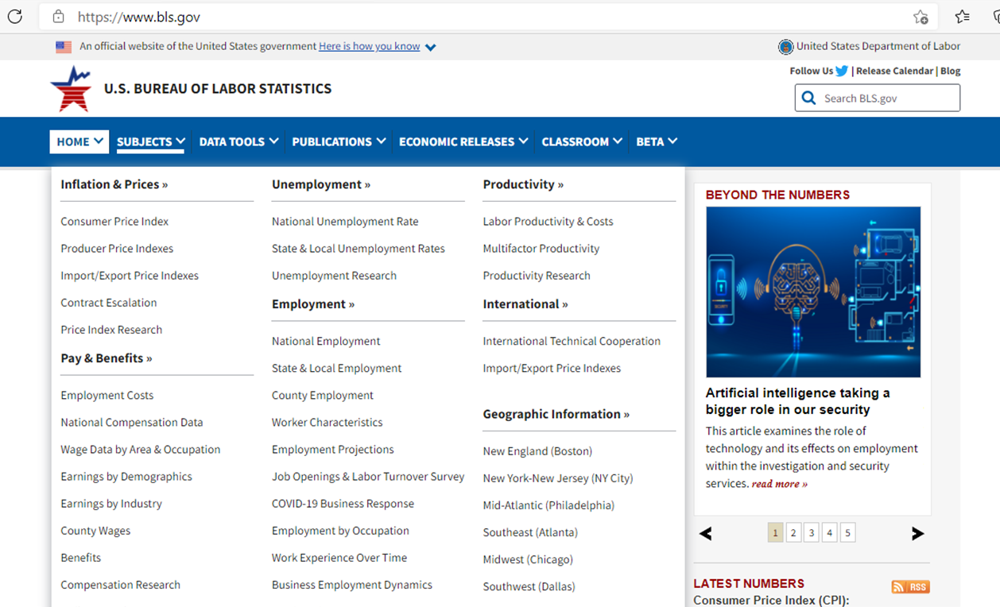 https://www.bls.gov
An official website of the United States government Here is how you know
United States Department of Labor
Follow Us | Release Calendar | Blog
U.S. BUREAU OF LABOR STATISTICS
Search BLS.gov
HOME SUBJECTS DATA TOOLS PUBLICATIONS ECONOMIC RELEASES CLASSROOM BETA
Inflation & Prices »
Consumer Price Index
Producer Price Indexes
Import/Export Price Indexes
Contract Escalation
Price Index Research
Pay & Benefits »
Employment Costs
National Compensation Data
Wage Data by Area & Occupation
Earnings by Demographics
Earnings by Industry
County Wages
Benefits
Compensation Research
Unemployment »
National Unemployment Rate
State & Local Unemployment Rates
Unemployment Research
Employment »
National Employment
State & Local Employment
County Employment
Worker Characteristics
Employment Projections
Job Openings & Labor Turnover Survey
COVID-19 Business Response
Employment by Occupation
Work Experience Over Time
Business Employment Dynamics
Productivity »
Labor Productivity & Costs
Multifactor Productivity
Productivity Research
International »
International Technical Cooperation
Import/Export Price Indexes
Geographic Information »
New England (Boston)
New York-New Jersey (NY City)
Mid-Atlantic (Philadelphia)
Southeast (Atlanta)
Midwest (Chicago)
Southwest (Dallas)
BEYOND THE NUMBERS
SECURITY
Artificial intelligence taking a
bigger role in our security
This article examines the role of
technology and its effects on employment
within the investigation and security
services. read more »
1 2 3 4 5
LATEST NUMBERS
RSS
Consumer Price Index (CPI):